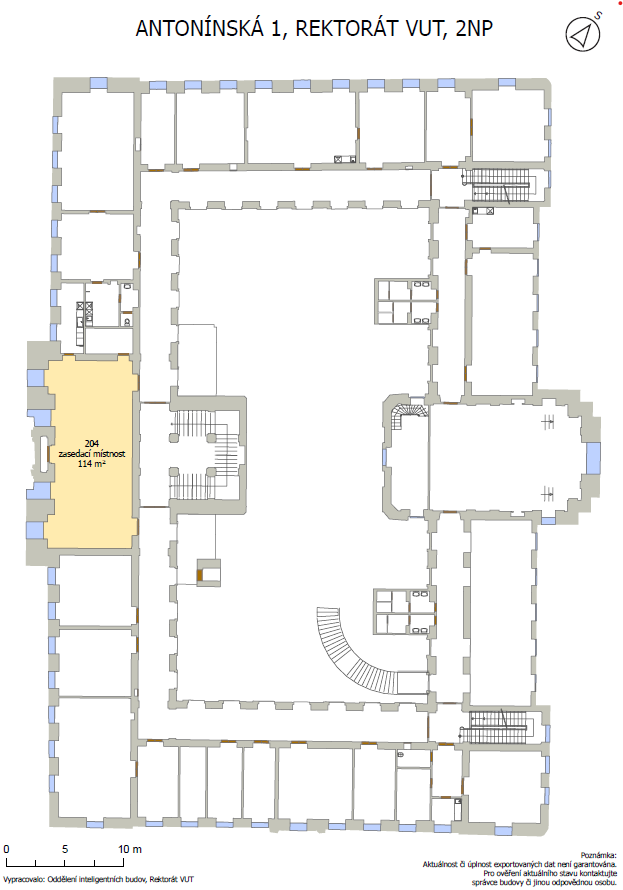 ANTONÍNSKÁ 1, REKTORÁT VUT, 2NP
S
204
zasedací místnost
114 m²
0 5 10 m
Vypracovalo: Oddělení inteligentních budov, Rektorát VUT
Poznámka:
Aktuálnost či úplnost exportovaných dat není garantována.
Pro ověření aktuálního stavu kontaktujte
správce budovy či jinou odpovědnou osobu.